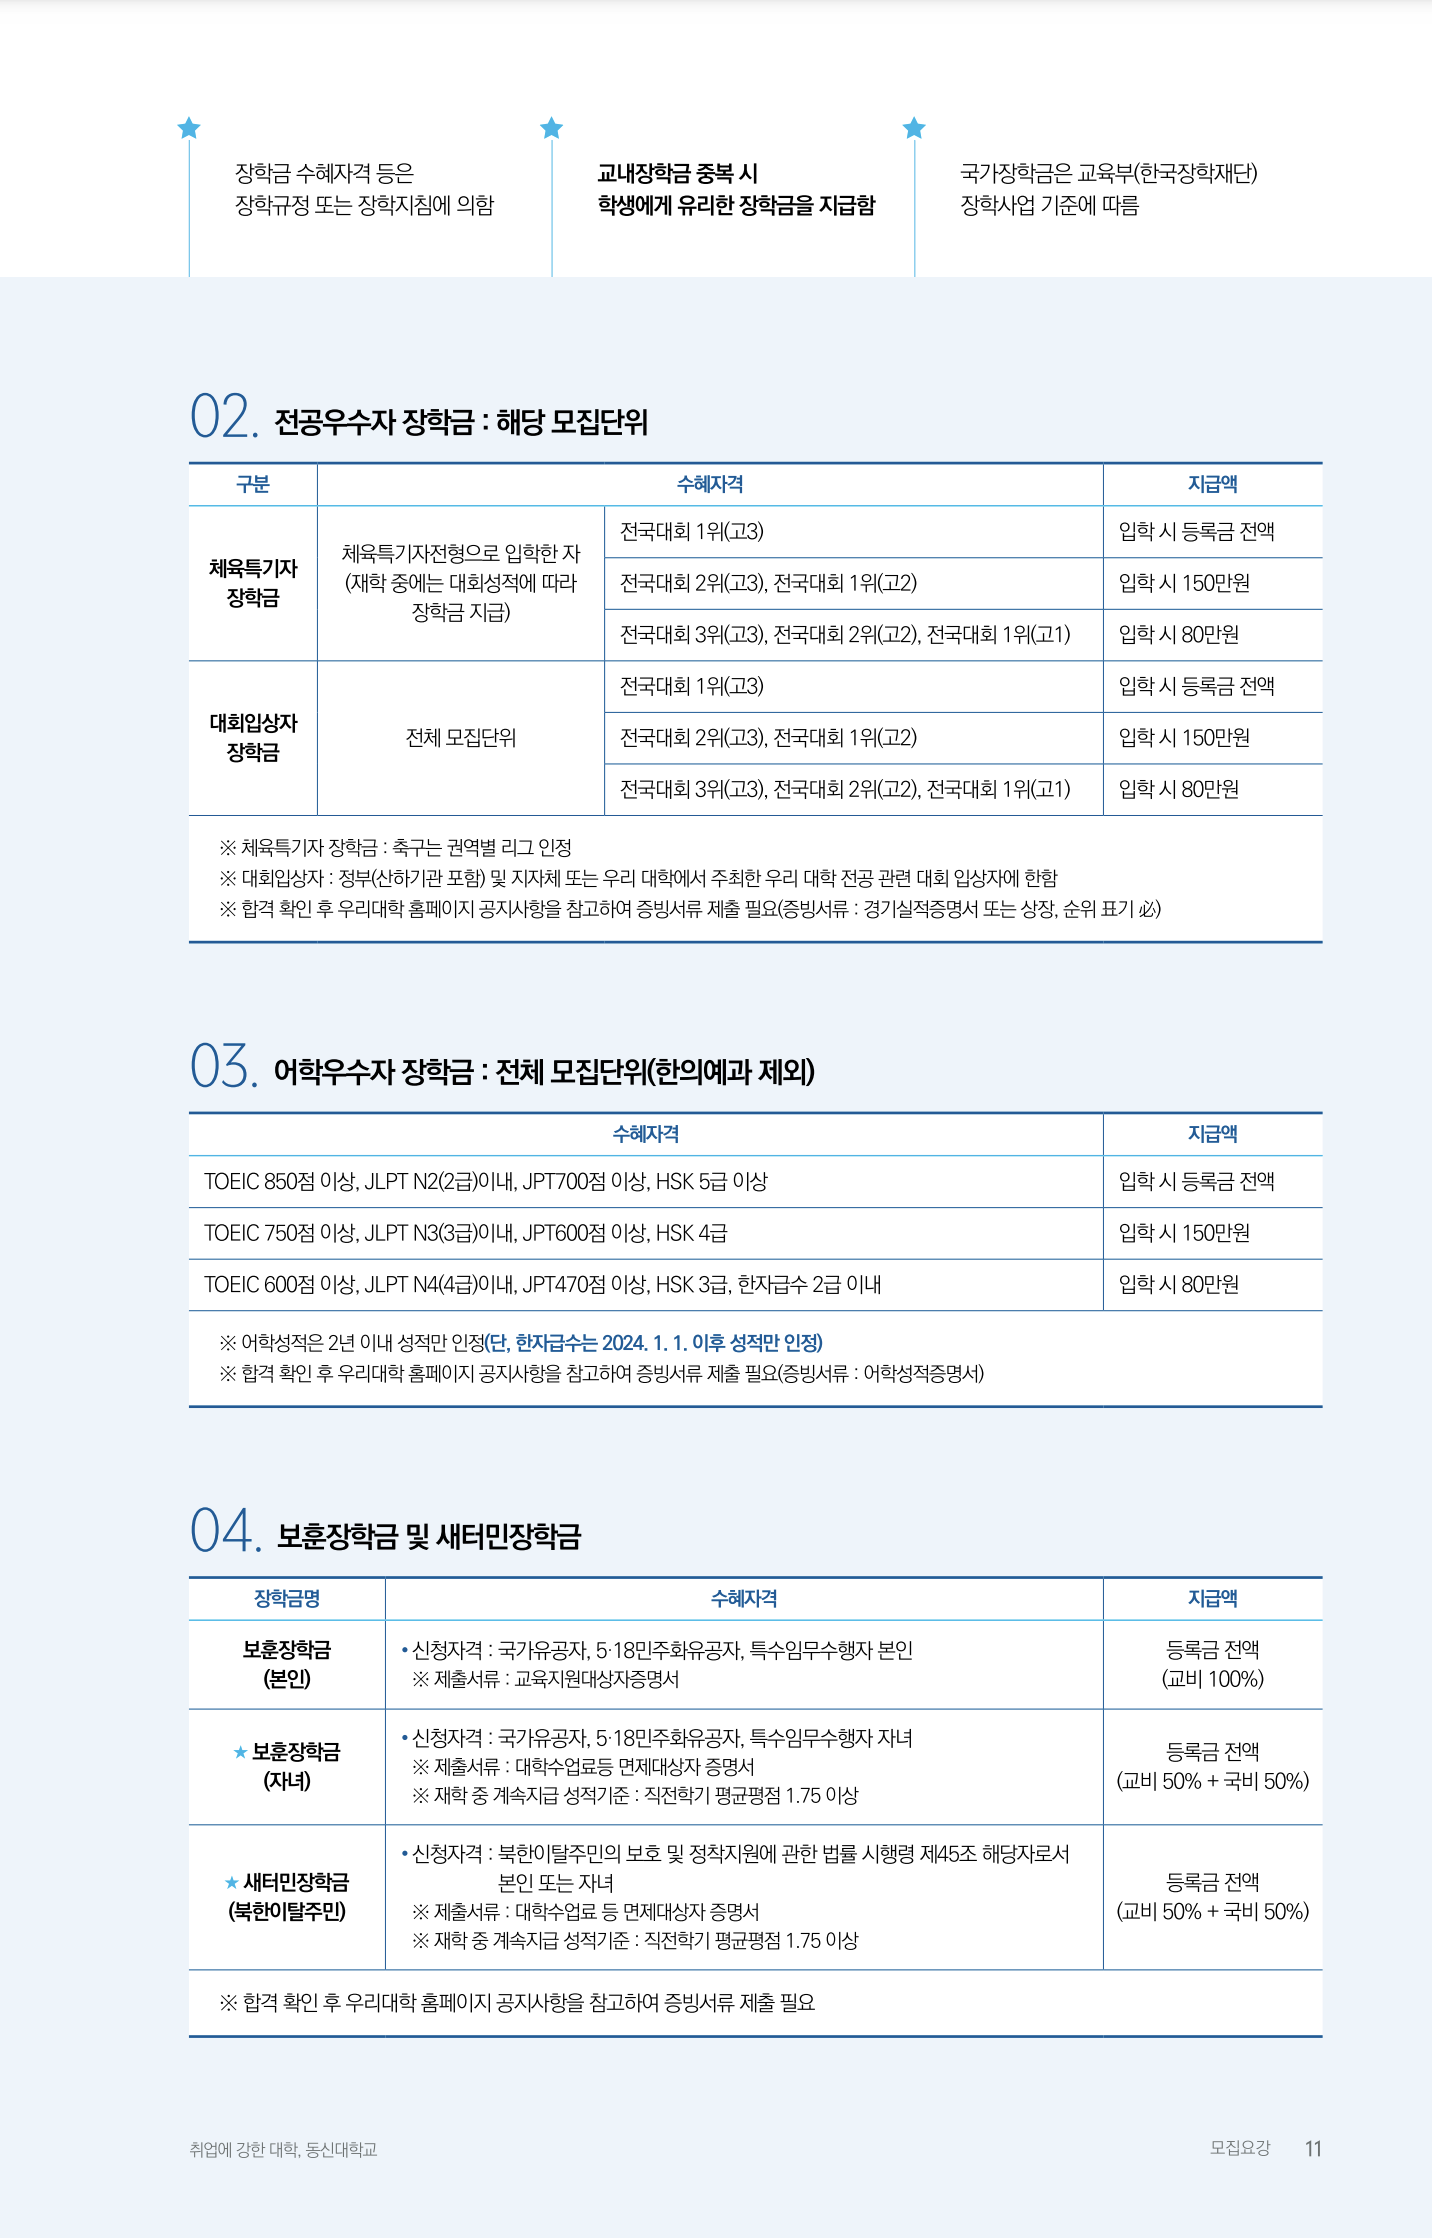 장학금 수혜자격 등은
장학규정 또는 장학지침에 의함
교내장학금 중복 시
학생에게 유리한 장학금을 지급함
국가장학금은 교육부(한국장학재단)
장학사업 기준에 따름
02. 전공우수자 장학금 : 해당 모집단위
구분 수혜자격 지급액
체육특기자
장학금
체육특기자전형으로 입학한 자
(재학 중에는 대회성적에 따라
장학금 지급)
전국대회 1위(고3) 입학 시 등록금 전액
전국대회 2위(고3), 전국대회 1위(고2) 입학 시 150만원
전국대회 3위(고3), 전국대회 2위(고2), 전국대회 1위(고1) 입학 시 80만원
대회입상자
장학금
전체 모집단위
전국대회 1위(고3) 입학 시 등록금 전액
전국대회 2위(고3), 전국대회 1위(고2) 입학 시 150만원
전국대회 3위(고3), 전국대회 2위(고2), 전국대회 1위(고1) 입학 시 80만원
※ 체육특기자 장학금 : 축구는 권역별 리그 인정
※ 대회입상자 : 정부(산하기관 포함) 및 지자체 또는 우리 대학에서 주최한 우리 대학 전공 관련 대회 입상자에 한함
※ 합격 확인 후 우리대학 홈페이지 공지사항을 참고하여 증빙서류 제출 필요(증빙서류 : 경기실적증명서 또는 상장, 순위 표기 必)
03. 어학우수자 장학금 : 전체 모집단위(한의예과 제외)
수혜자격 지급액
TOEIC 850점 이상, JLPT N2(2급)이내, JPT700점 이상, HSK 5급 이상 입학 시 등록금 전액
TOEIC 750점 이상, JLPT N3(3급)이내, JPT600점 이상, HSK 4급 입학 시 150만원
TOEIC 600점 이상, JLPT N4(4급)이내, JPT470점 이상, HSK 3급, 한자급수 2급 이내 입학 시 80만원
※ 어학성적은 2년 이내 성적만 인정(단, 한자급수는 2024. 1. 1. 이후 성적만 인정)
※ 합격 확인 후 우리대학 홈페이지 공지사항을 참고하여 증빙서류 제출 필요(증빙서류 : 어학성적증명서)
04. 보훈장학금 및 새터민장학금
장학금명 수혜자격 지급액
보훈장학금
(본인)
• 신청자격 : 국가유공자, 5·18민주화유공자, 특수임무수행자 본인
※ 제출서류 : 교육지원대상자증명서
등록금 전액
(교비 100%)
★ 보훈장학금
(자녀)
• 신청자격 : 국가유공자, 5·18민주화유공자, 특수임무수행자 자녀
※ 제출서류 : 대학수업료등 면제대상자 증명서
※ 재학 중 계속지급 성적기준 : 직전학기 평균평점 1.75 이상
등록금 전액
(교비 50% + 국비 50%)
★ 새터민장학금
(북한이탈주민)
• 신청자격 : 북한이탈주민의 보호 및 정착지원에 관한 법률 시행령 제45조 해당자로서
본인 또는 자녀
※ 제출서류 : 대학수업료 등 면제대상자 증명서
※ 재학 중 계속지급 성적기준 : 직전학기 평균평점 1.75 이상
등록금 전액
(교비 50% + 국비 50%)
※ 합격 확인 후 우리대학 홈페이지 공지사항을 참고하여 증빙서류 제출 필요
취업에 강한 대학, 동신대학교
모집요강 11